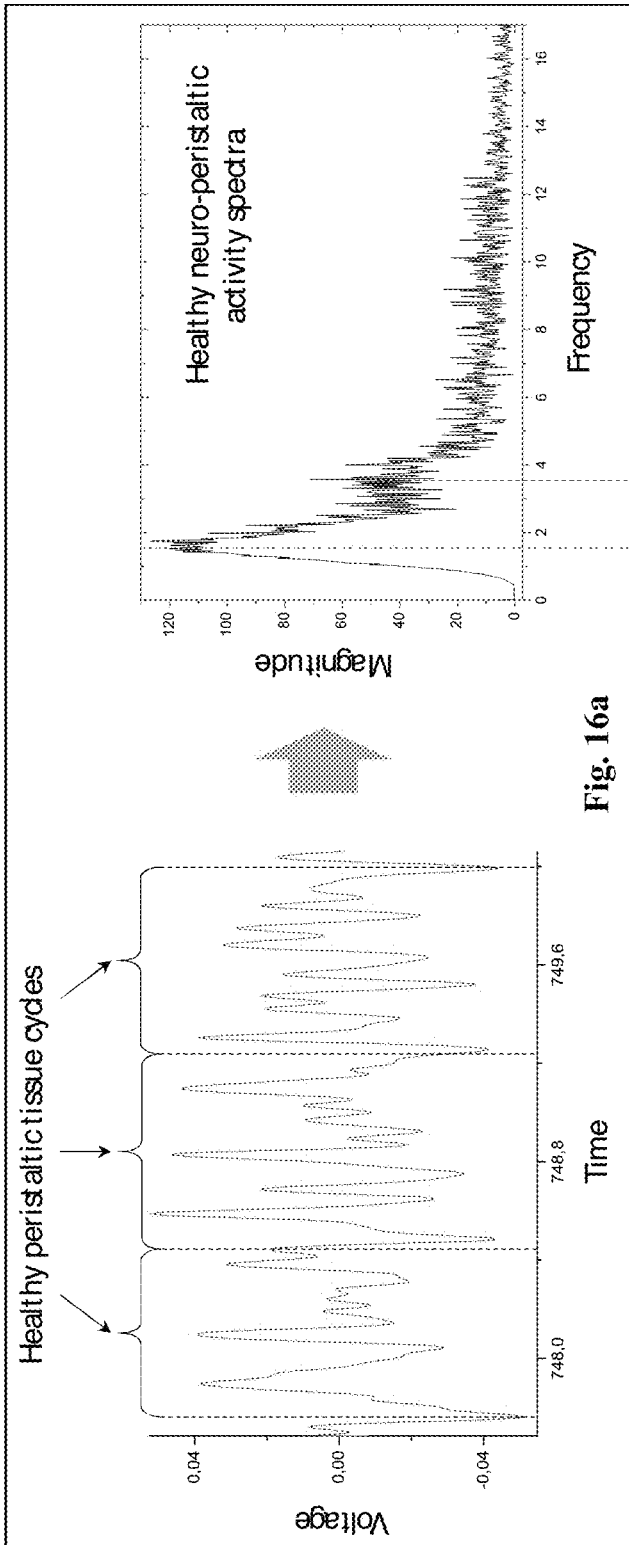 Healthy peristaltic tissue cycles
0,04
0,00
-0,04
Voltage
748,0
748,8
749,6
Time
Healthy neuro-peristaltic
activity spectra
120
100
80
60
40
20
0
Magnitude
0
2
4
6
8
10
12
14
16
Frequency
Fig. 16a